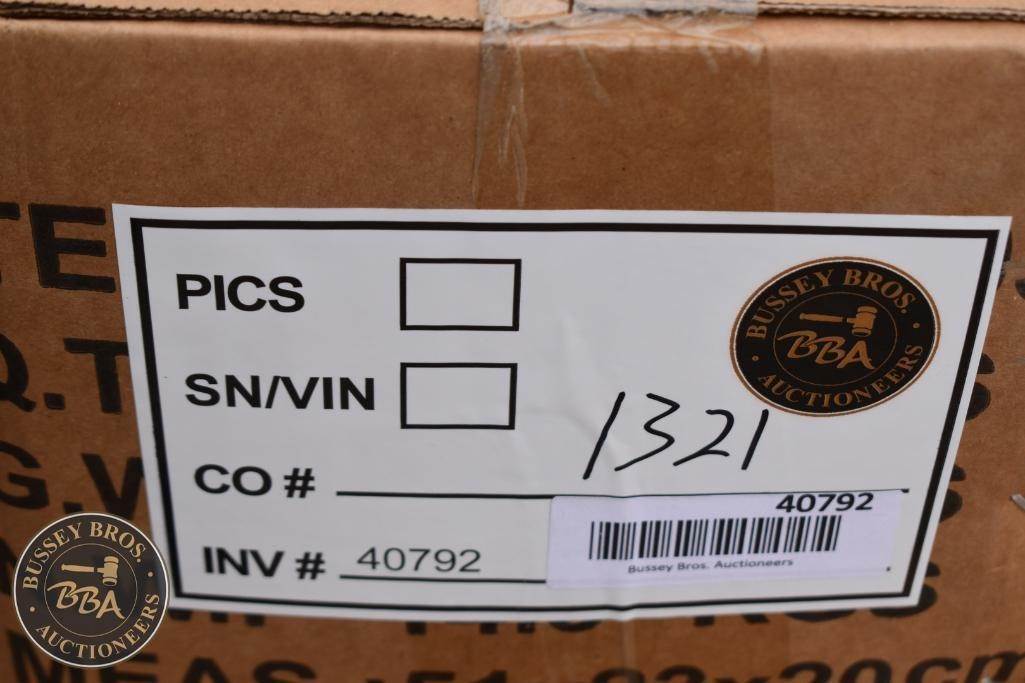 PICS
SN/VIN
1321
CO #
INV # 40792
40792
Bussey Bros. Auctioneers
BUSSEY BROS.
BBA
AUCTIONEERS
BUSSEY BROS.
BBA
AUCTIONEERS